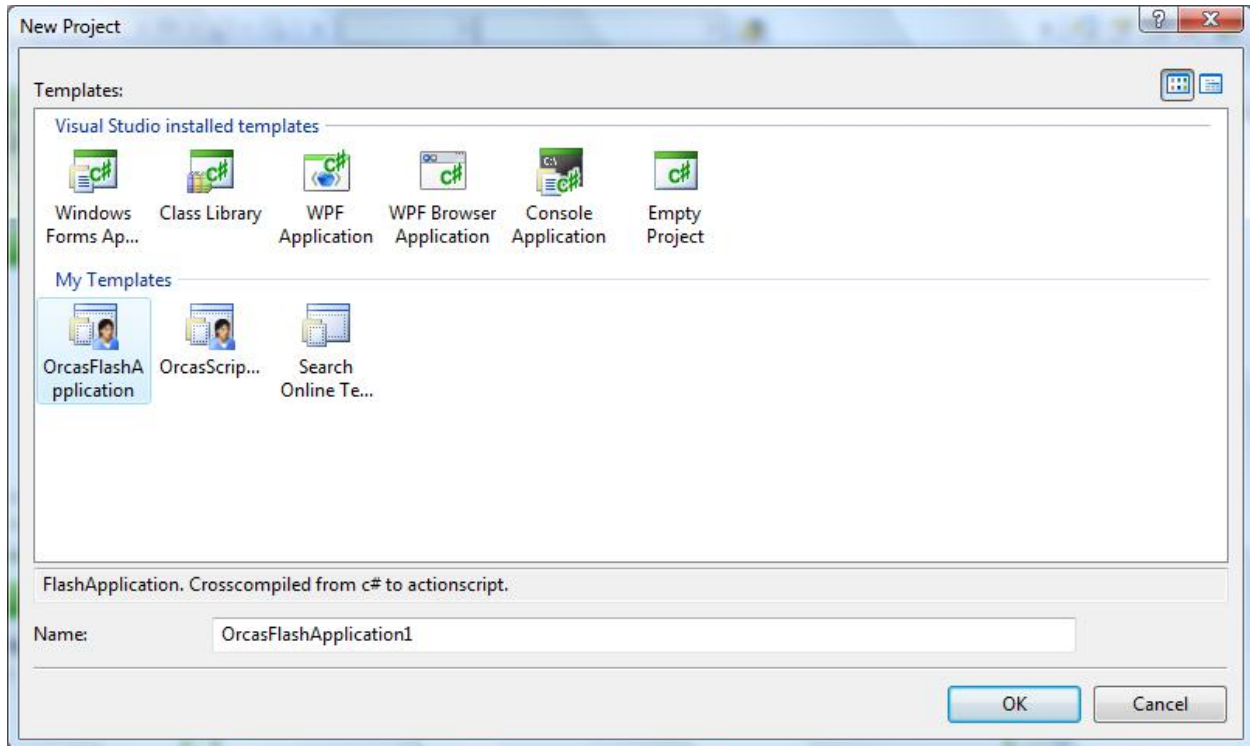 New Project
Templates:
Visual Studio installed templates
Windows Forms Ap...
Class Library
WPF Application
WPF Browser Application
Console Application
Empty Project
My Templates
OrcasFlashA
pplication
OrcasScrip...
Search Online Te...
FlashApplication. Crosscompiled from c# to actionscript.
Name:
OrcasFlashApplication1
OK
Cancel